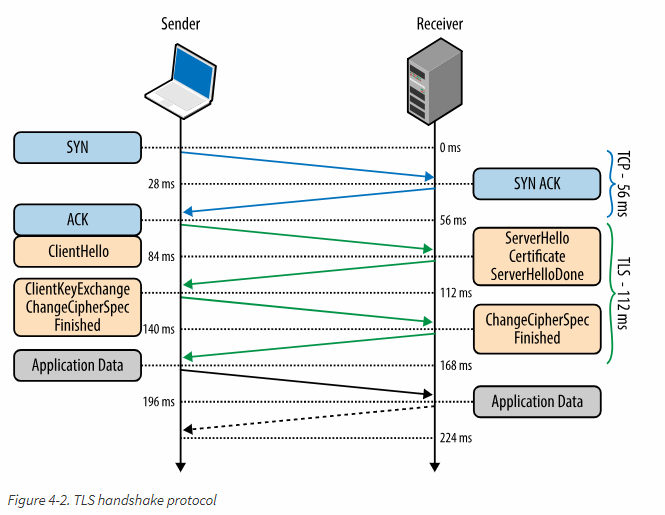 Sender
Receiver
SYN
0 ms
28 ms
SYN ACK
TCP - 56 ms
ACK
56 ms
ClientHello
84 ms
ServerHello
Certificate
ServerHelloDone
TLS - 112 ms
ClientKeyExchange
ChangeCipherSpec
Finished
112 ms
140 ms
ChangeCipherSpec
Finished
Application Data
168 ms
196 ms
Application Data
224 ms
Figure 4-2. TLS handshake protocol